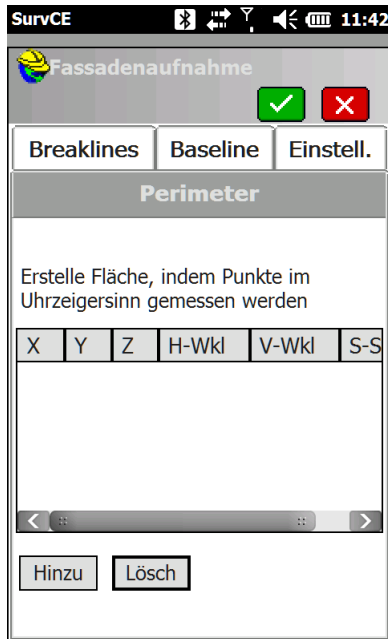 SurvCE 11:42
Fassadenaufnahme
Breaklines Baseline Einstell.
Perimeter
Erstelle Fläche, indem Punkte im
Uhrzeigersinn gemessen werden
X Y Z H-Wkl V-Wkl S-S
Hinzu Lösch